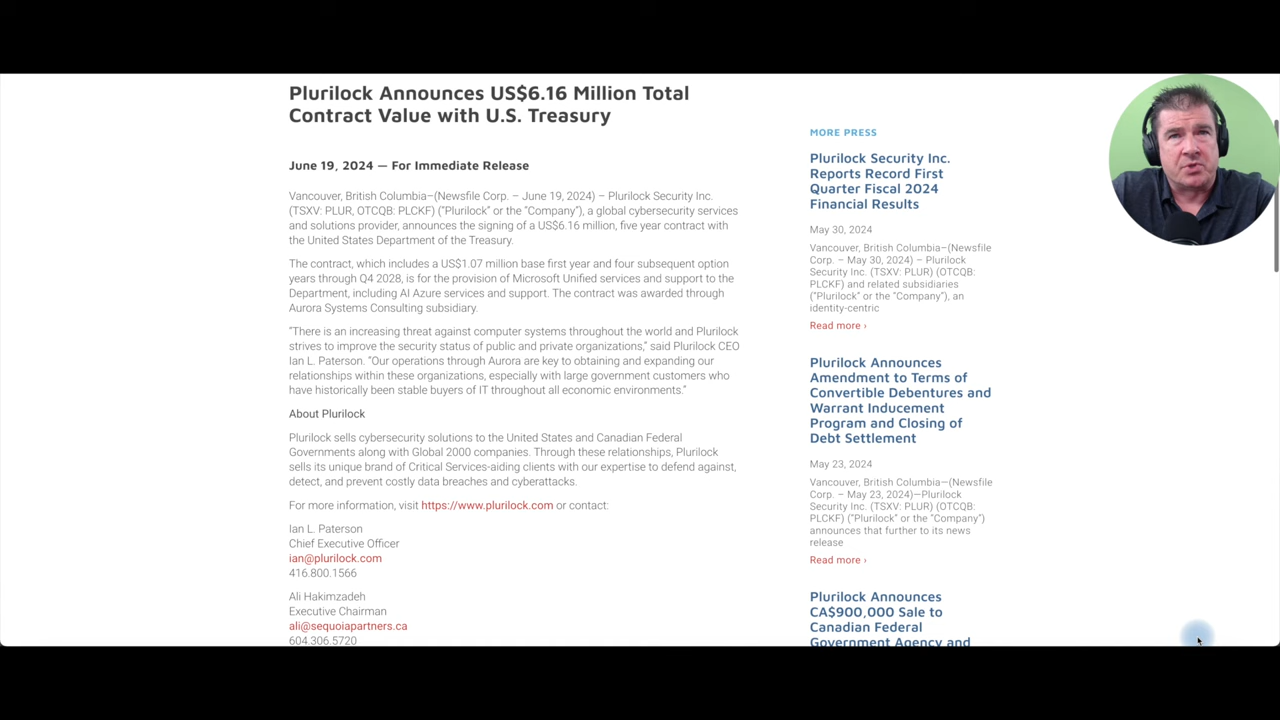 Plurilock Announces US$6.16 Million Total
Contract Value with U.S. Treasury
June 19, 2024 — For Immediate Release
Vancouver, British Columbia–(Newsfile Corp. – June 19, 2024) – Plurilock Security Inc.
(TSXV: PLUR, OTCQB: PLCKF) ("Plurilock" or the "Company"), a global cybersecurity services
and solutions provider, announces the signing of a US$6.16 million, five year contract with
the United States Department of the Treasury.
The contract, which includes a US$1.07 million base first year and four subsequent option
years through Q4 2028, is for the provision of Microsoft Unified services and support to the
Department, including AI Azure services and support. The contract was awarded through
Aurora Systems Consulting subsidiary.
"There is an increasing threat against computer systems throughout the world and Plurilock
strives to improve the security status of public and private organizations," said Plurilock CEO
Ian L. Paterson. "Our operations through Aurora are key to obtaining and expanding our
relationships within these organizations, especially with large government customers who
have historically been stable buyers of IT throughout all economic environments."
About Plurilock
Plurilock sells cybersecurity solutions to the United States and Canadian Federal
Governments along with Global 2000 companies. Through these relationships, Plurilock
sells its unique brand of Critical Services-aiding clients with our expertise to defend against,
detect, and prevent costly data breaches and cyberattacks.
For more information, visit https://www.plurilock.com or contact:
Ian L. Paterson
Chief Executive Officer
ian@plurilock.com
416.800.1566
Ali Hakimzadeh
Executive Chairman
ali@sequoiapartners.ca
604.306.5720
MORE PRESS
Plurilock Security Inc.
Reports Record First
Quarter Fiscal 2024
Financial Results
May 30, 2024
Vancouver, British Columbia–(Newsfile
Corp. – May 30, 2024) – Plurilock
Security Inc. (TSXV: PLUR) (OTCQB:
PLCKF) and related subsidiaries
("Plurilock" or the "Company"), an
identity-centric
Read more ›
Plurilock Announces
Amendment to Terms of
Convertible Debentures and
Warrant Inducement
Program and Closing of
Debt Settlement
May 23, 2024
Vancouver, British Columbia–(Newsfile
Corp. – May 23, 2024)—Plurilock
Security Inc. (TSXV: PLUR) (OTCQB:
PLCKF) ("Plurilock" or the "Company")
announces that further to its news
release
Read more ›
Plurilock Announces
CA$900,000 Sale to
Canadian Federal
Government Agency and